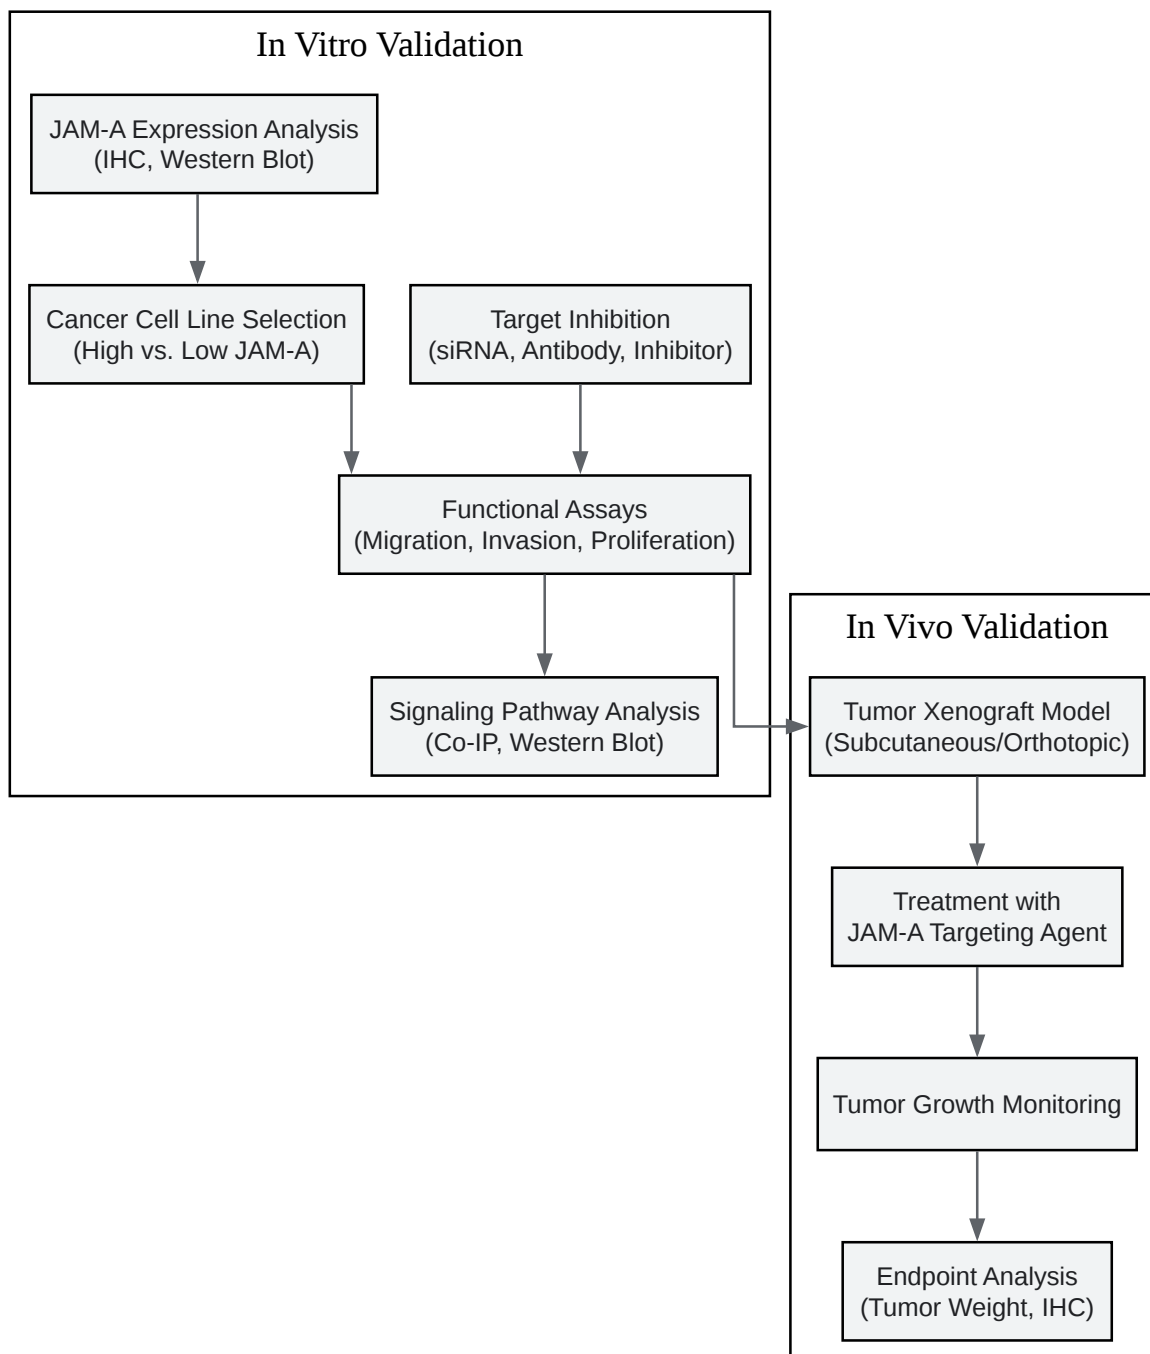 In Vitro Validation
JAM-A Expression Analysis
(IHC, Western Blot)
Cancer Cell Line Selection
(High vs. Low JAM-A)
Target Inhibition
(siRNA, Antibody, Inhibitor)
Functional Assays
(Migration, Invasion, Proliferation)
Signaling Pathway Analysis
(Co-IP, Western Blot)
In Vivo Validation
Tumor Xenograft Model
(Subcutaneous/Orthotopic)
Treatment with
JAM-A Targeting Agent
Tumor Growth Monitoring
Endpoint Analysis
(Tumor Weight, IHC)